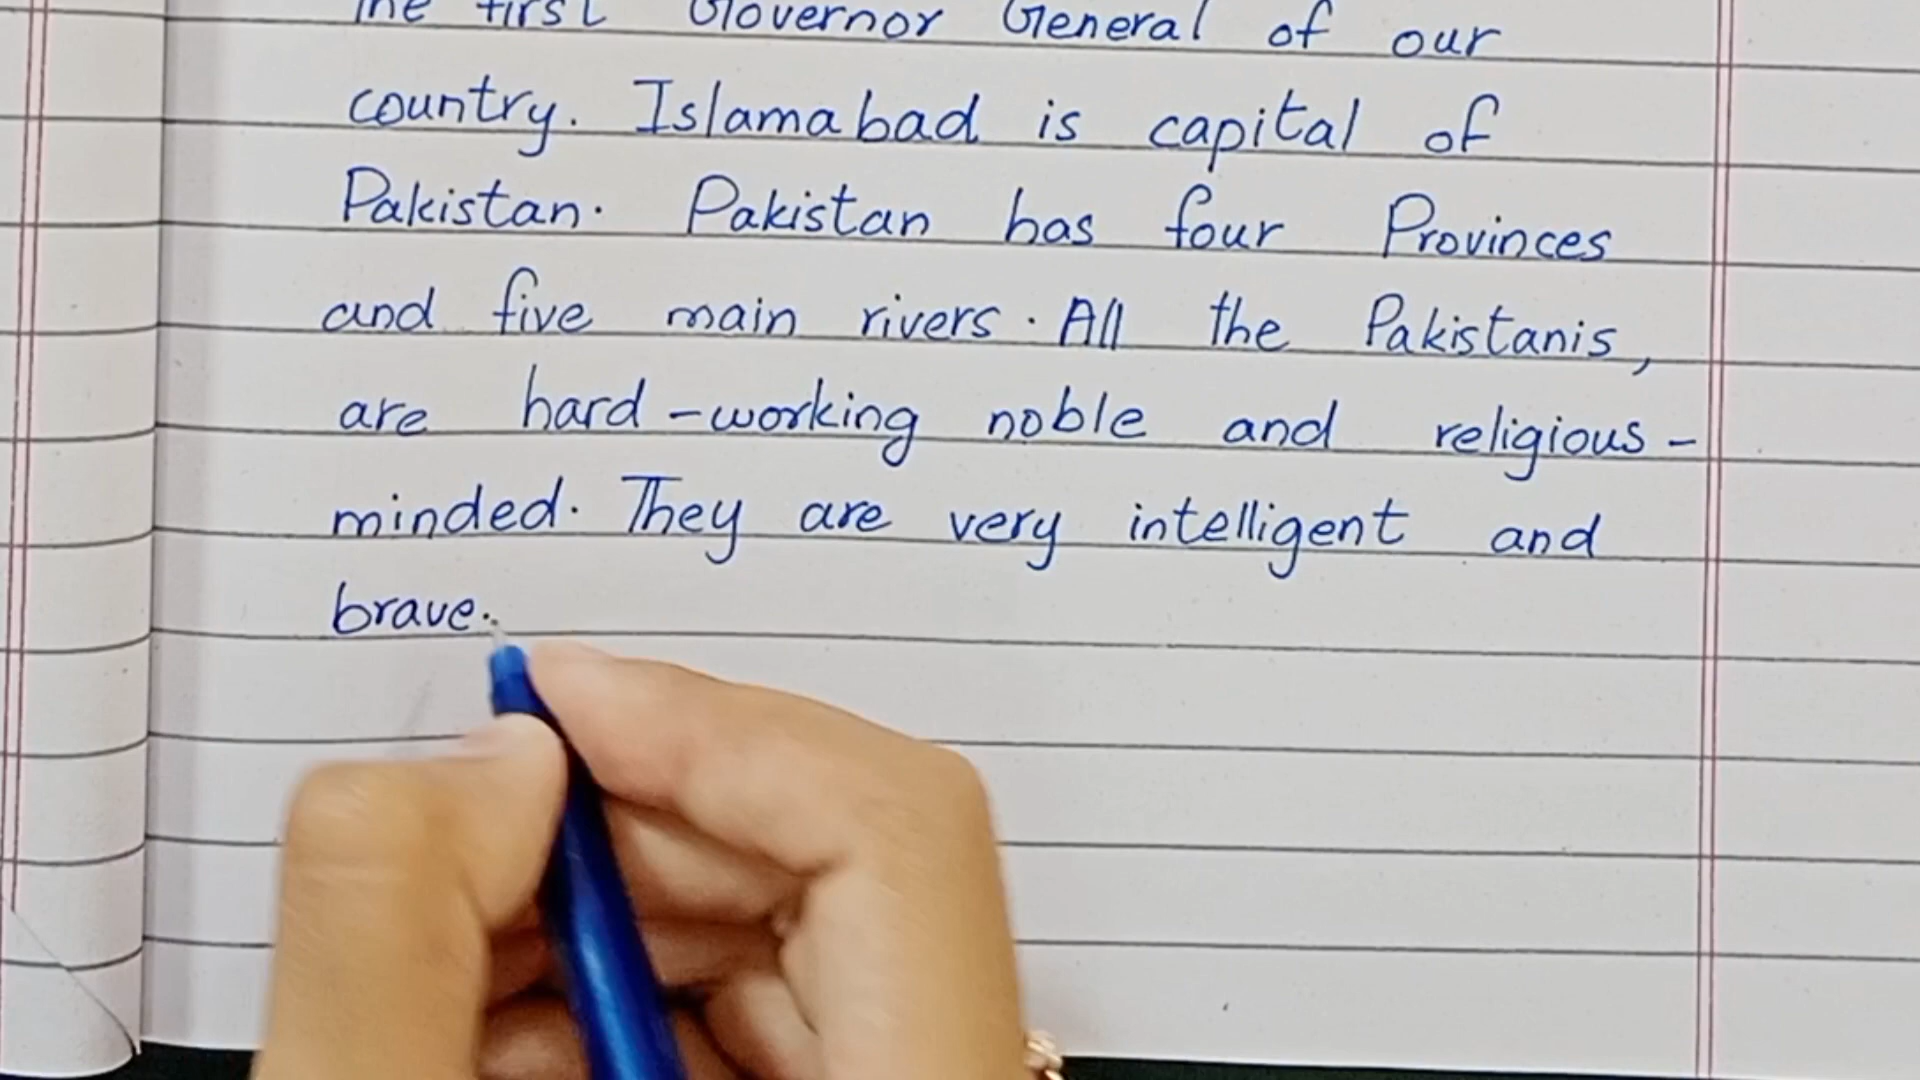 The first Governor General of our
country. Islamabad is capital of
Pakistan. Pakistan has four Provinces
and five main rivers. All the Pakistanis,
are hard-working noble and religious-
minded. They are very intelligent and
brave.